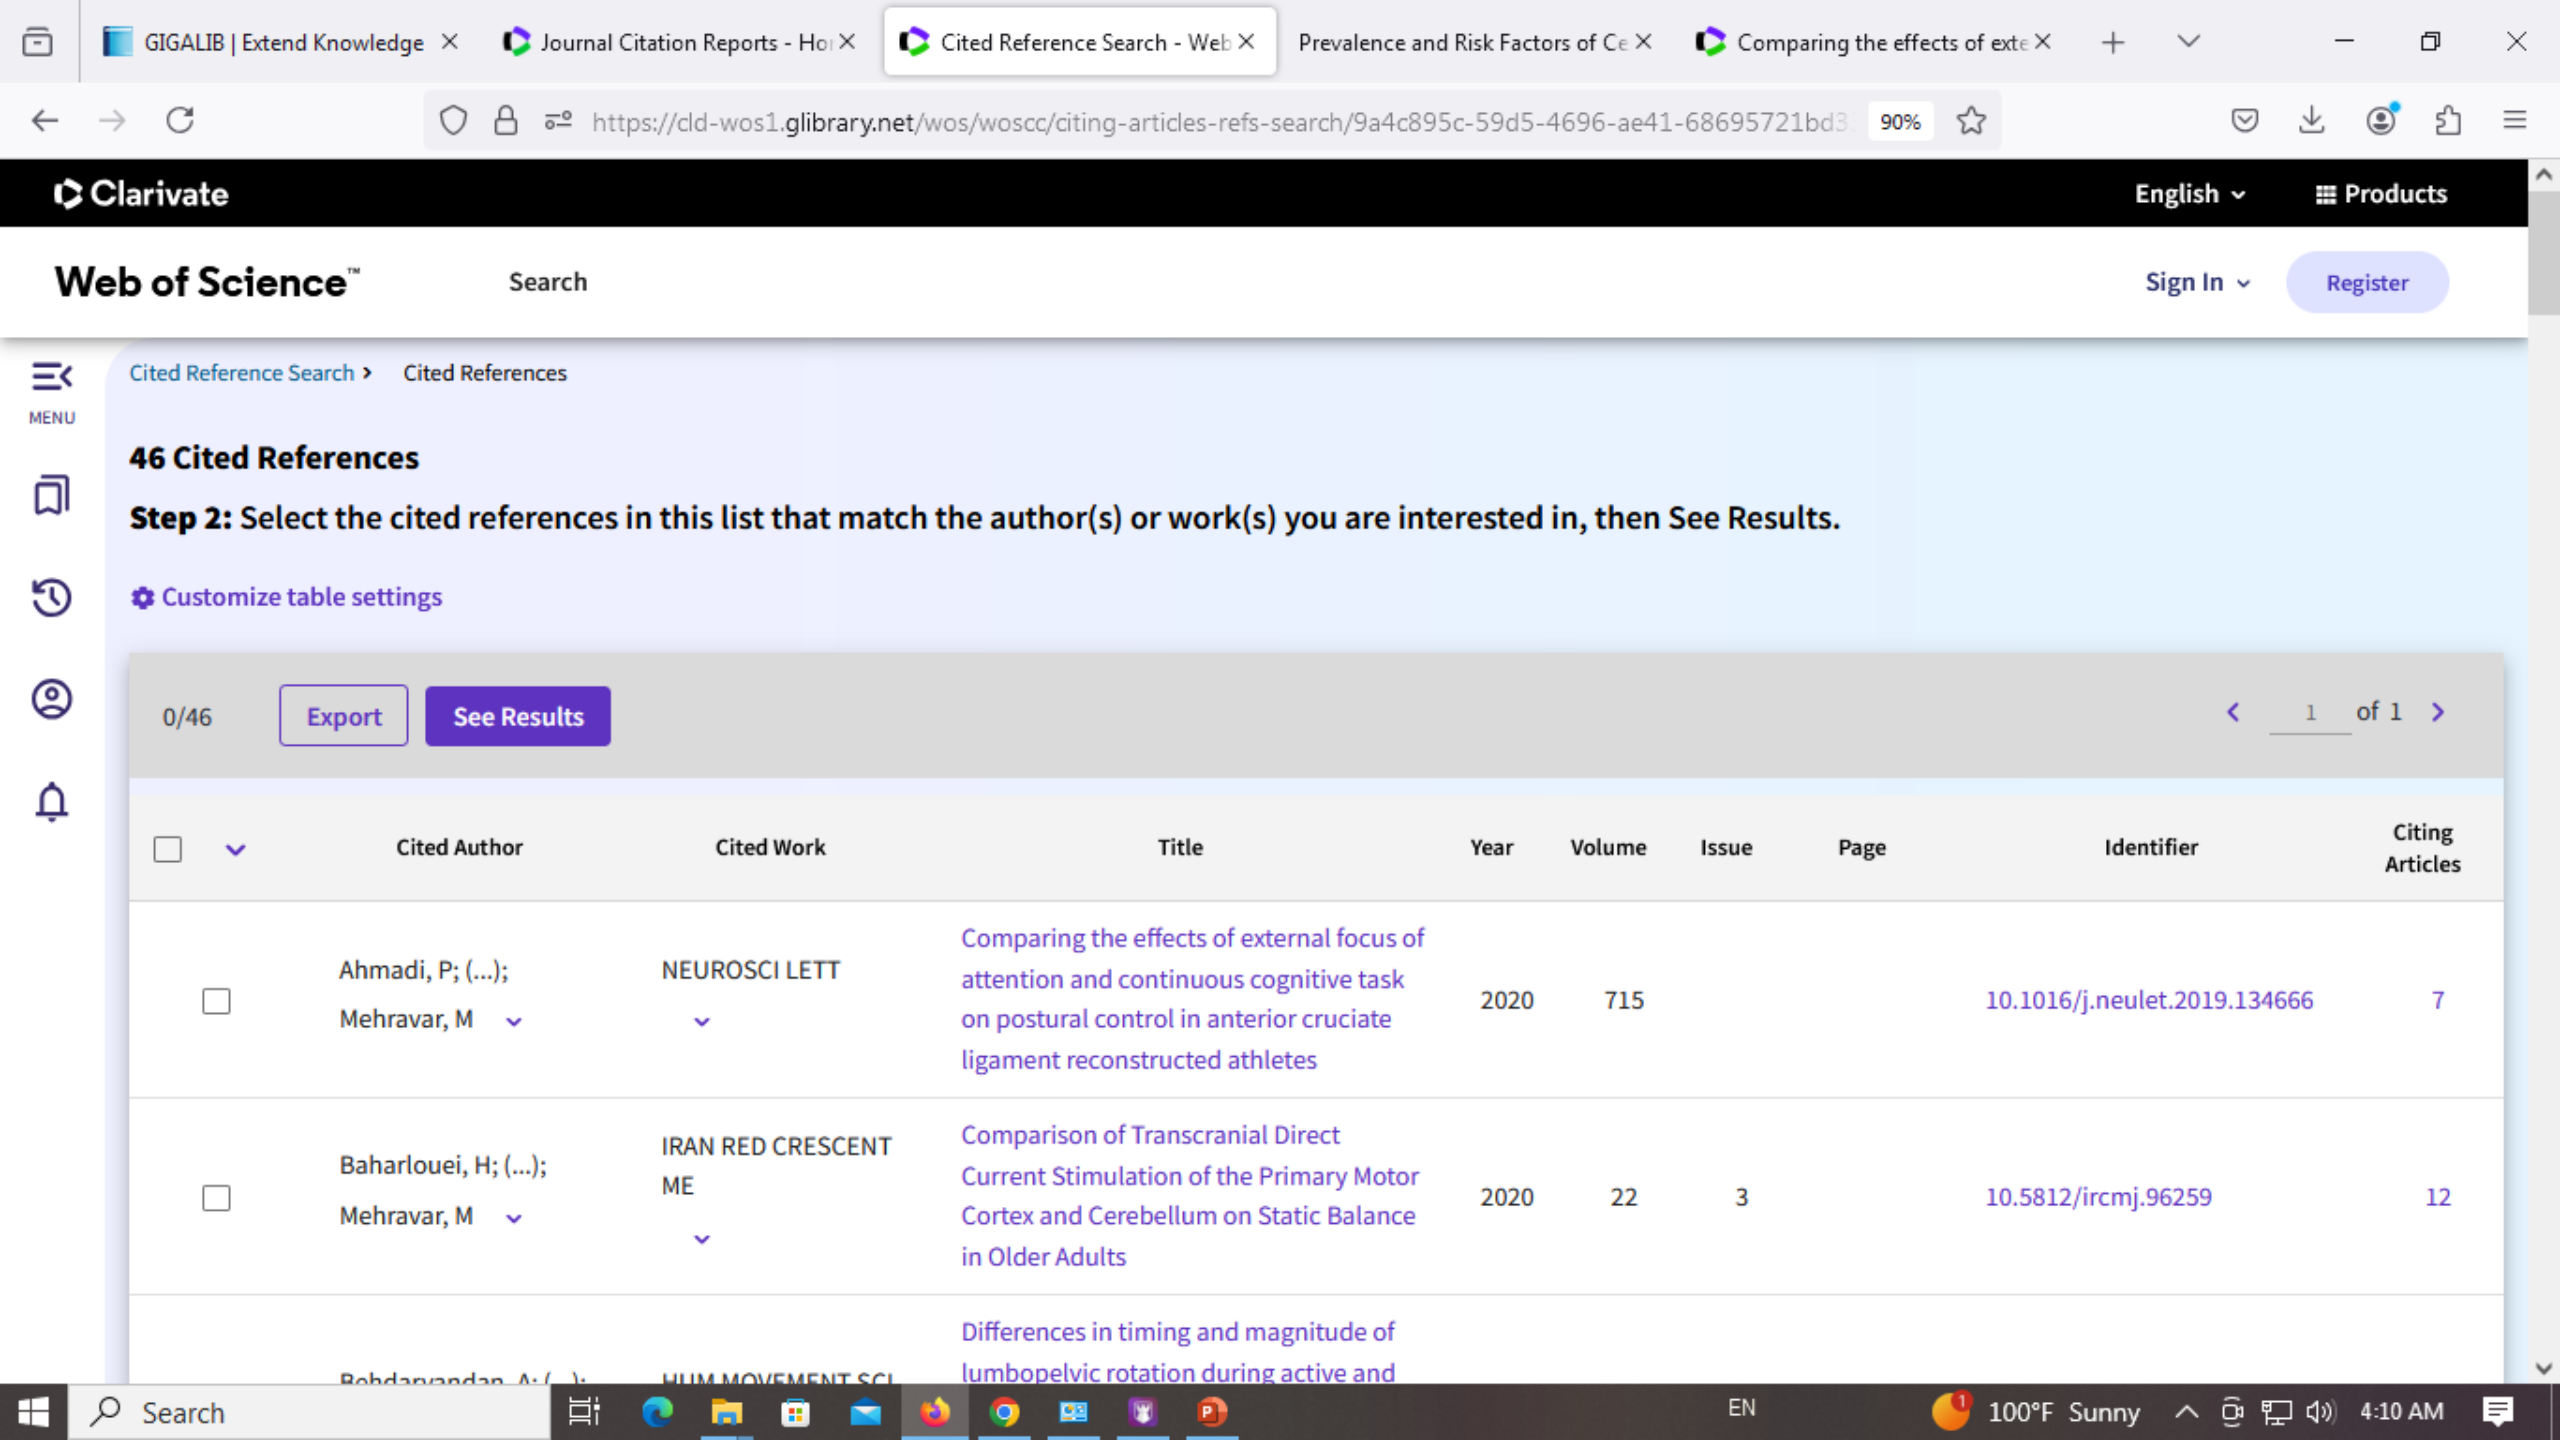 GIGALIB | Extend Knowledge
Journal Citation Reports - Hor
Cited Reference Search - Web
Prevalence and Risk Factors of Ce
Comparing the effects of exte
https://cld-wos1.glibrary.net/wos/woscc/citing-articles-refs-search/9a4c895c-59d5-4696-ae41-68695721bd3
90%
Clarivate
English
Products
Web of Science™
Search
Sign In
Register
MENU
Cited Reference Search
Cited References
46 Cited References
Step 2: Select the cited references in this list that match the author(s) or work(s) you are interested in, then See Results.
Customize table settings
0/46
Export
See Results
1 of 1
Cited Author
Cited Work
Title
Year
Volume
Issue
Page
Identifier
Citing
Articles
Ahmadi, P; (...);
Mehravar, M
NEUROSCI LETT
Comparing the effects of external focus of
attention and continuous cognitive task
on postural control in anterior cruciate
ligament reconstructed athletes
2020
715
10.1016/j.neulet.2019.134666
7
Baharlouei, H; (...);
Mehravar, M
IRAN RED CRESCENT
ME
Comparison of Transcranial Direct
Current Stimulation of the Primary Motor
Cortex and Cerebellum on Static Balance
in Older Adults
2020
22
3
10.5812/ircmj.96259
12
Behdarvandan, A; (...);
HUM MOVEMENT SCI
Differences in timing and magnitude of
lumbopelvic rotation during active and
Search
EN
1
100°F Sunny
4:10 AM